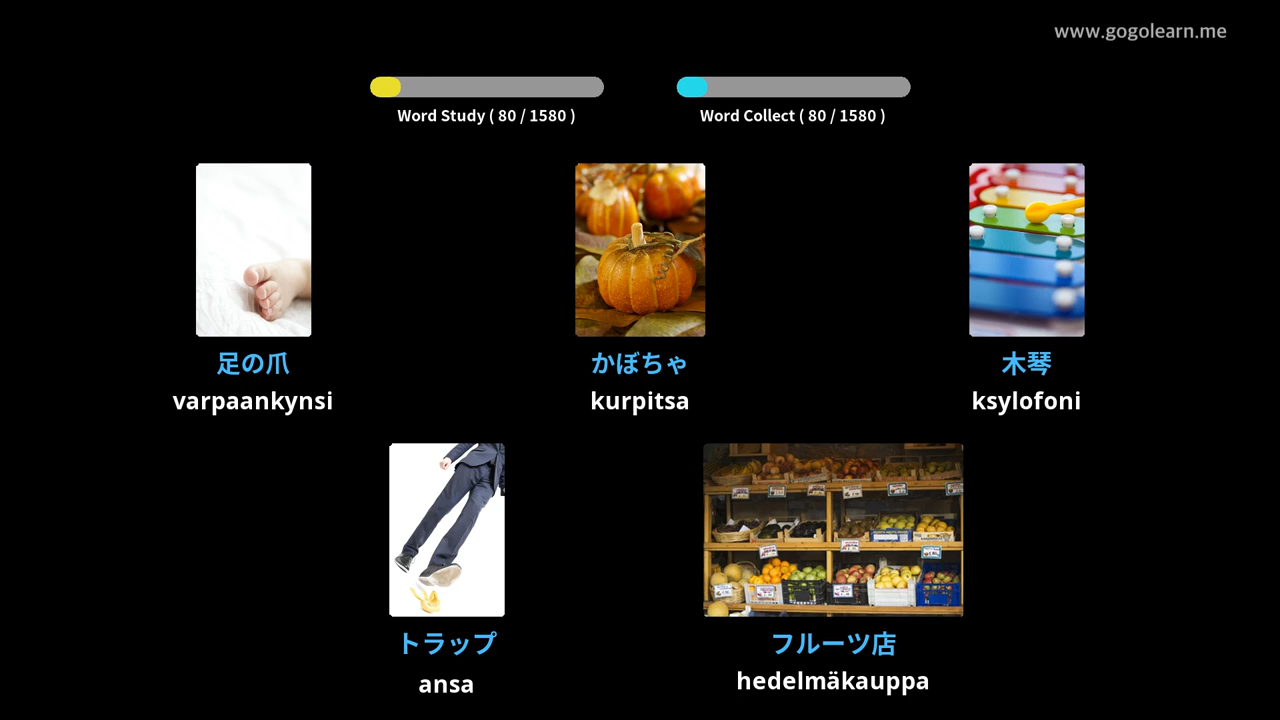 www.gogolearn.me
Word Study ( 80 / 1580 )
Word Collect ( 80 / 1580 )
足の爪
varpaankynsi
かぼちゃ
kurpitsa
木琴
ksylofoni
トラップ
ansa
フルーツ店
hedelmäkauppa